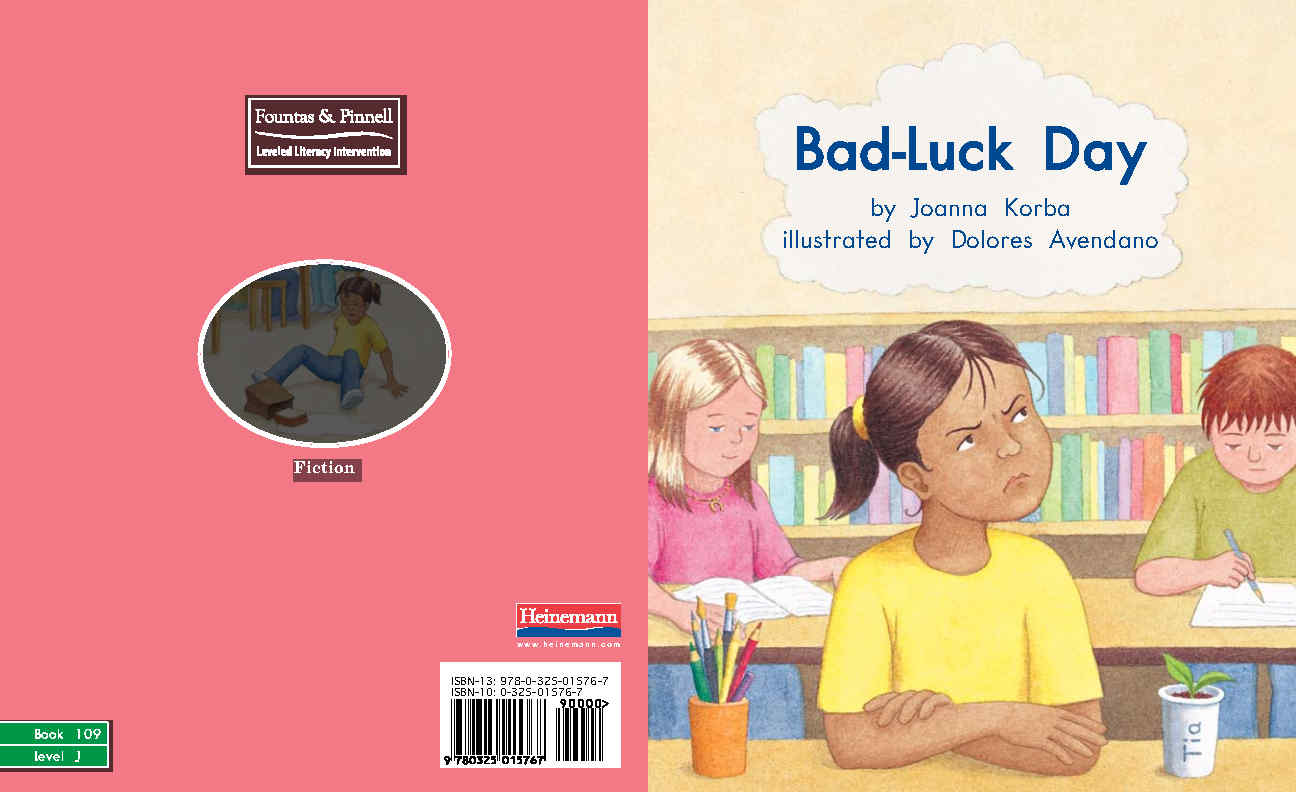 Fountas & Pinnell
Leveled Literacy Intervention
Fiction
Heinemann
www.heinemann.com
ISBN-13: 978-0-325-01576-7
ISBN-10: 0-325-01576-7
90000>
9 780325 015767
Book 109
level J
Bad-Luck Day
by Joanna Korba
illustrated by Dolores Avendano
Tia